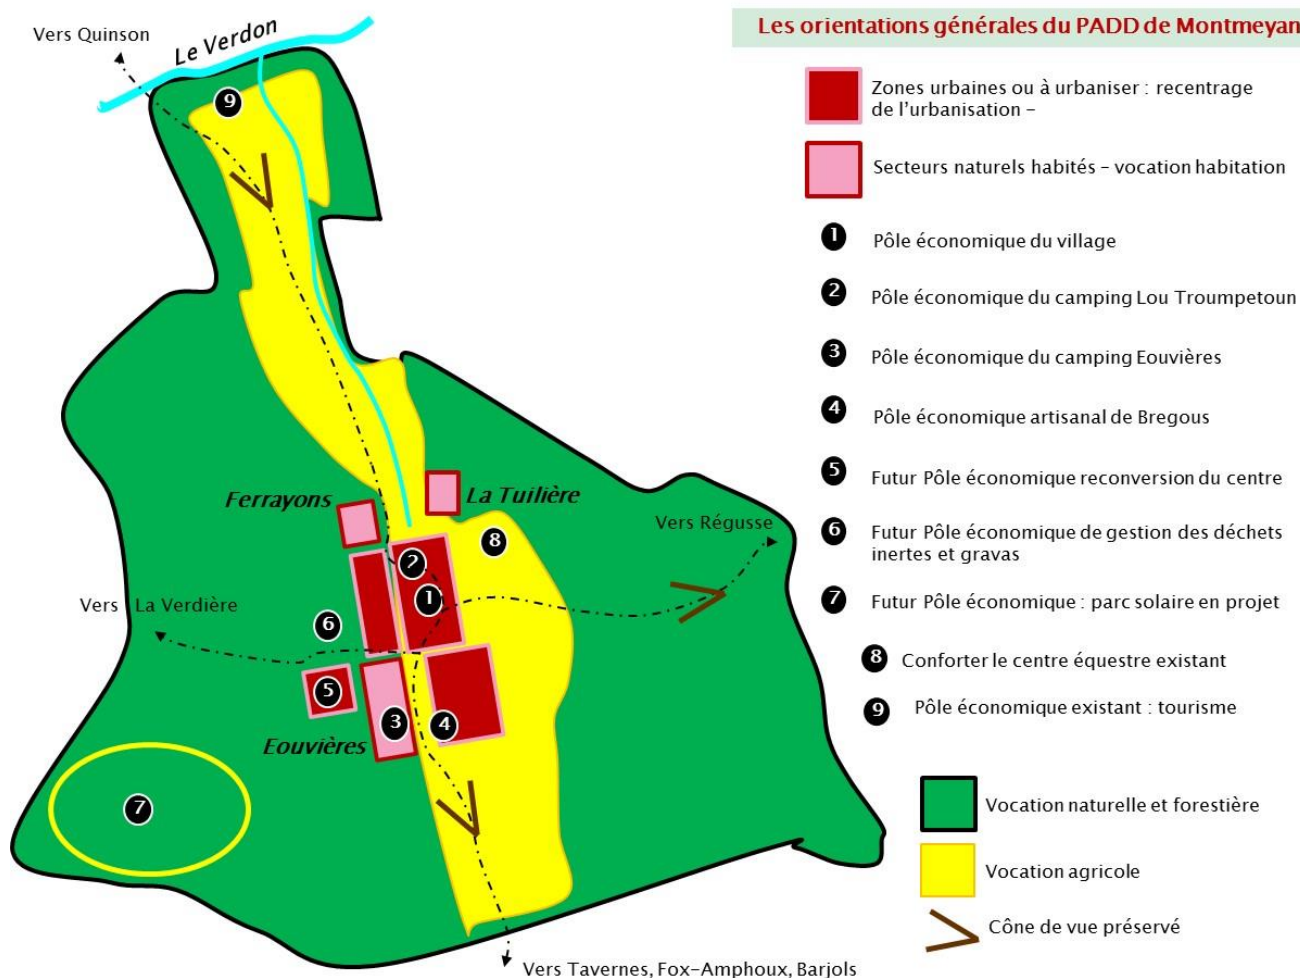 Les orientations générales du PADD de Montmeyan
Vers Quinson
Le Verdon
9
Ferrayons
La Tuilière
Vers Régusse
8
2
1
Vers La Verdière
6
5
3
4
Eouvières
7
Vers Tavernes, Fox-Amphoux, Barjols
Zones urbaines ou à urbaniser : recentrage
de l'urbanisation –
Secteurs naturels habités – vocation habitation
1 Pôle économique du village
2 Pôle économique du camping Lou Troumpetoun
3 Pôle économique du camping Eouvières
4 Pôle économique artisanal de Bregous
5 Futur Pôle économique reconversion du centre
6 Futur Pôle économique de gestion des déchets
inertes et gravas
7 Futur Pôle économique : parc solaire en projet
8 Conforter le centre équestre existant
9 Pôle économique existant : tourisme
Vocation naturelle et forestière
Vocation agricole
Cône de vue préservé